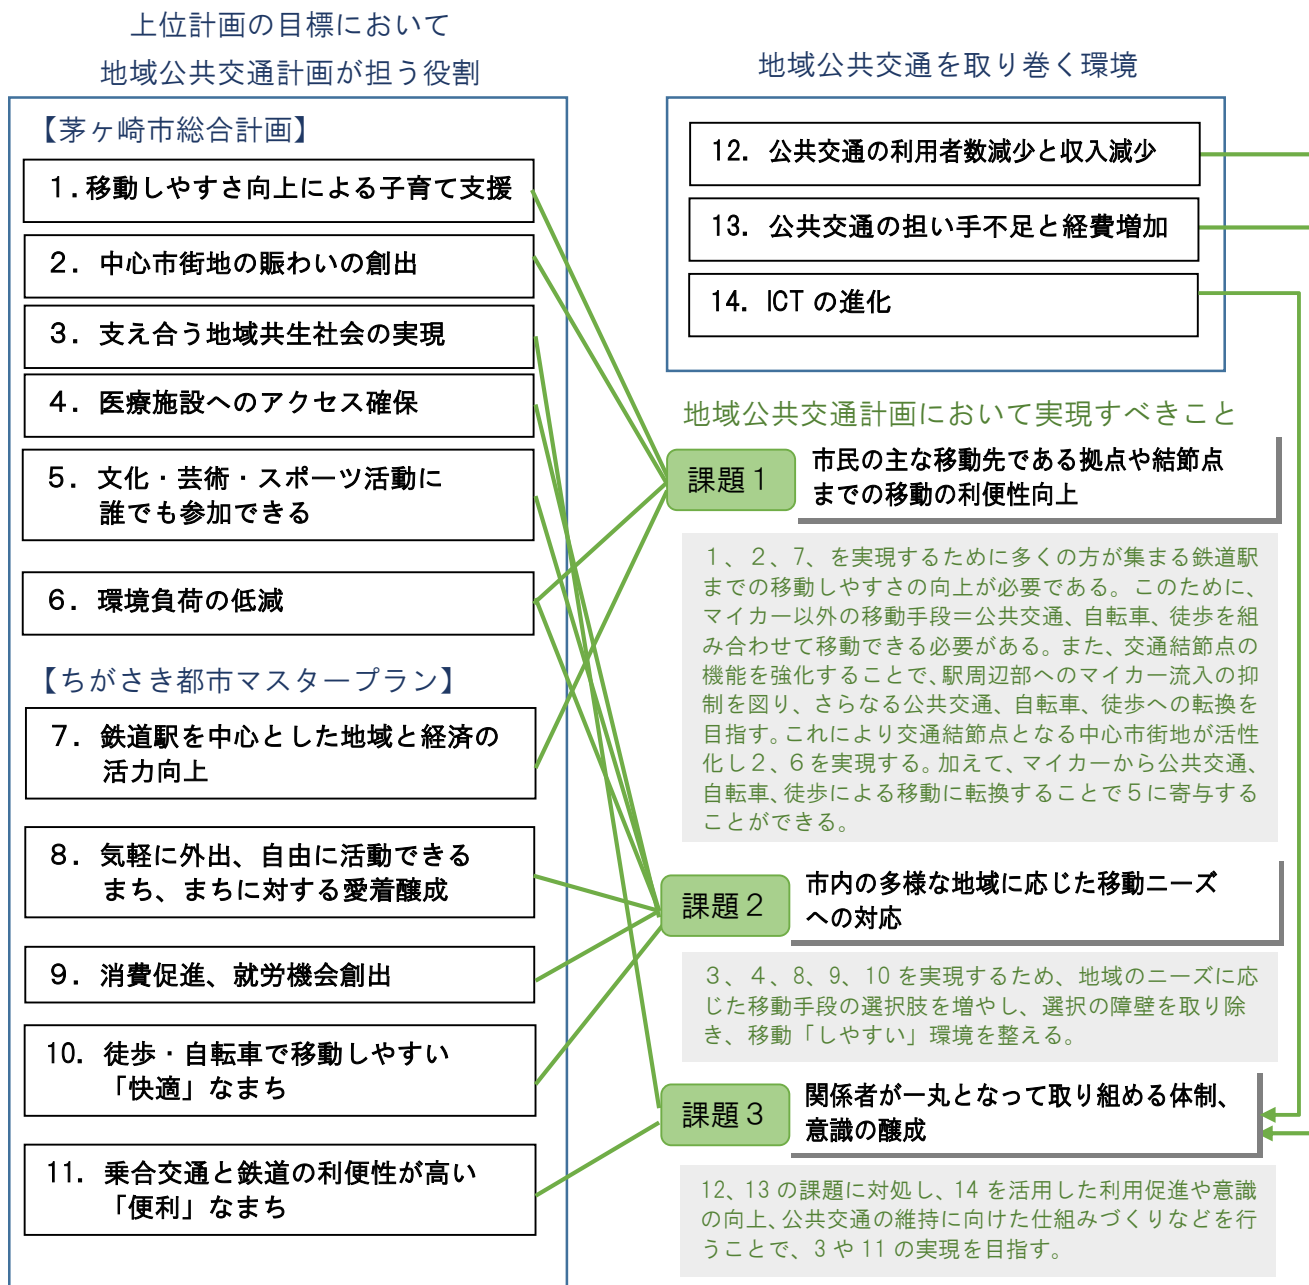 上位計画の目標において
地域公共交通計画が担う役割
【茅ヶ崎市総合計画】
１．移動しやすさ向上による子育て支援
２．中心市街地の賑わいの創出
３．支え合う地域共生社会の実現
４．医療施設へのアクセス確保
５．文化・芸術・スポーツ活動に
誰でも参加できる
６．環境負荷の低減
【ちがさき都市マスタープラン】
７．鉄道駅を中心とした地域と経済の
活力向上
８．気軽に外出、自由に活動できる
まち、まちに対する愛着醸成
９．消費促進、就労機会創出
10．徒歩・自転車で移動しやすい
「快適」なまち
11．乗合交通と鉄道の利便性が高い
「便利」なまち
地域公共交通を取り巻く環境
12．公共交通の利用者数減少と収入減少
13．公共交通の担い手不足と経費増加
14．ICT の進化
地域公共交通計画において実現すべきこと
課題１
市民の主な移動先である拠点や結節点
までの移動の利便性向上
１、２、７、を実現するために多くの方が集まる鉄道駅
までの移動しやすさの向上が必要である。このために、
マイカー以外の移動手段＝公共交通、自転車、徒歩を組
み合わせて移動できる必要がある。また、交通結節点の
機能を強化することで、駅周辺部へのマイカー流入の抑
制を図り、さらなる公共交通、自転車、徒歩への転換を
目指す。これにより交通結節点となる中心市街地が活性
化し２、６を実現する。加えて、マイカーから公共交通、
自転車、徒歩による移動に転換することで５に寄与する
ことができる。
課題２
市内の多様な地域に応じた移動ニーズ
への対応
３、４、８、９、10 を実現するため、地域のニーズに応
じた移動手段の選択肢を増やし、選択の障壁を取り除
き、移動「しやすい」環境を整える。
課題３
関係者が一丸となって取り組める体制、
意識の醸成
12、13 の課題に対処し、14 を活用した利用促進や意識
の向上、公共交通の維持に向けた仕組みづくりなどを行
うことで、３や 11 の実現を目指す。